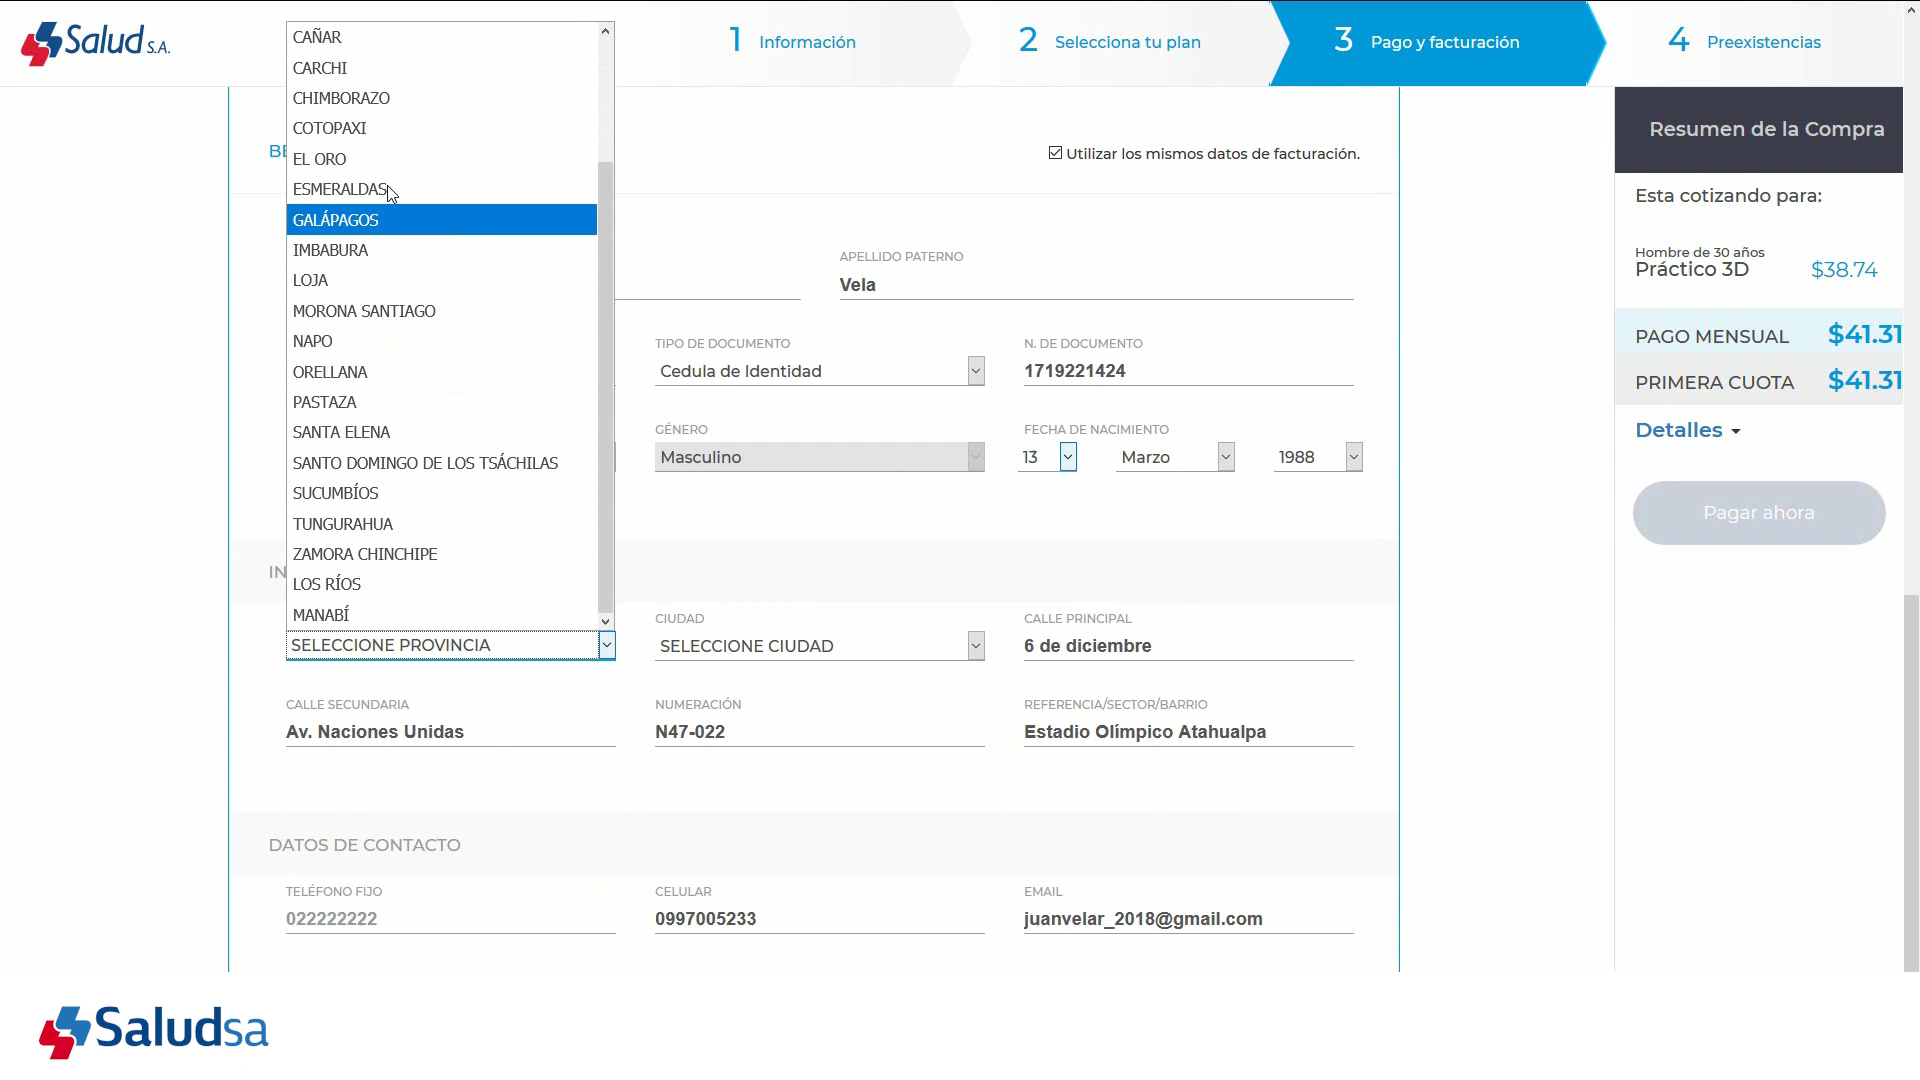 Salud S.A.
1 Información
2 Selecciona tu plan
3 Pago y facturación
4 Preexistencias
CAÑAR
CARCHI
CHIMBORAZO
COTOPAXI
EL ORO
ESMERALDAS
GALÁPAGOS
IMBABURA
LOJA
MORONA SANTIAGO
NAPO
ORELLANA
PASTAZA
SANTA ELENA
SANTO DOMINGO DE LOS TSÁCHILAS
SUCUMBÍOS
TUNGURAHUA
ZAMORA CHINCHIPE
LOS RÍOS
MANABÍ
SELECCIONE PROVINCIA
Utilizar los mismos datos de facturación.
APELLIDO PATERNO
Vela
TIPO DE DOCUMENTO
Cedula de Identidad
N. DE DOCUMENTO
1719221424
GÉNERO
Masculino
FECHA DE NACIMIENTO
13 Marzo 1988
CIUDAD
SELECCIONE CIUDAD
CALLE PRINCIPAL
6 de diciembre
CALLE SECUNDARIA
Av. Naciones Unidas
NUMERACIÓN
N47-022
REFERENCIA/SECTOR/BARRIO
Estadio Olímpico Atahualpa
DATOS DE CONTACTO
TELÉFONO FIJO
022222222
CELULAR
0997005233
EMAIL
juanvelar_2018@gmail.com
Resumen de la Compra
Esta cotizando para:
Hombre de 30 años
Práctico 3D $38.74
PAGO MENSUAL $41.31
PRIMERA CUOTA $41.31
Detalles
Pagar ahora
Saludsa